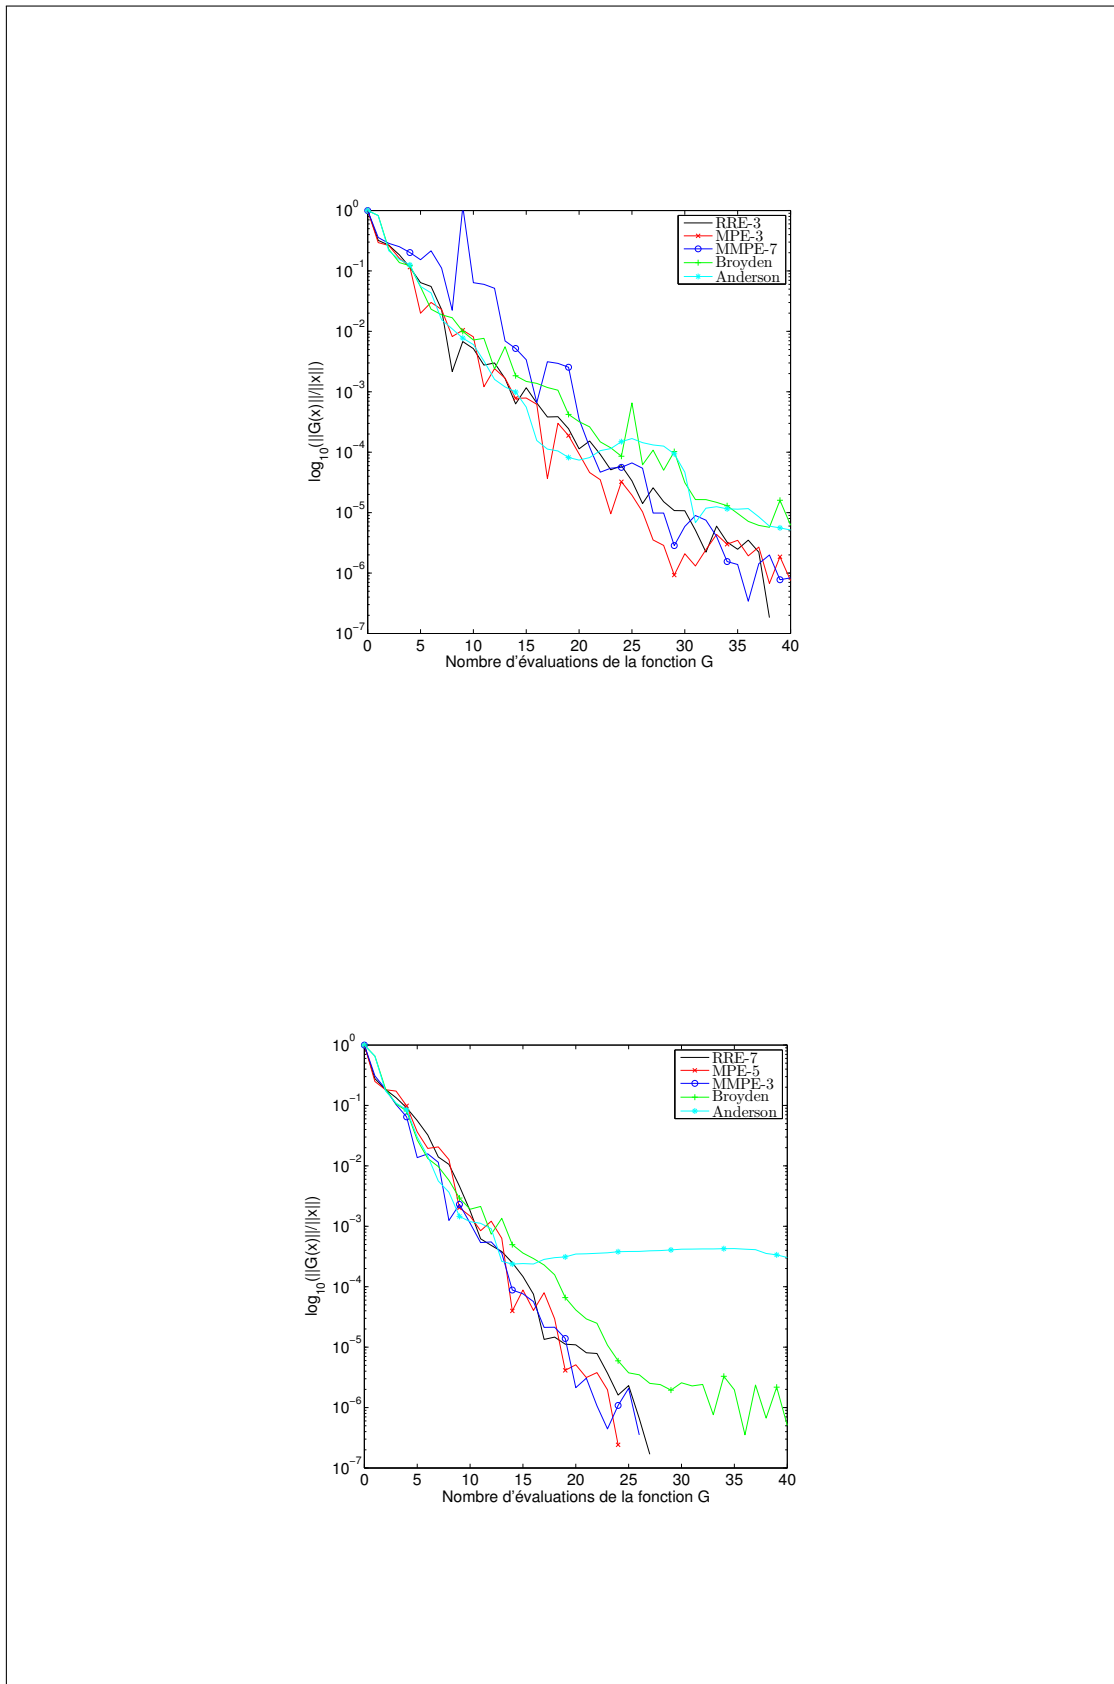 10^0
10^−1
10^−2
10^−3
10^−4
10^−5
10^−6
10^−7
log_10(||G(x)||/||x||)
0 5 10 15 20 25 30 35 40
Nombre d'évaluations de la fonction G
RRE-3
MPE-3
MMPE-7
Broyden
Anderson
10^0
10^−1
10^−2
10^−3
10^−4
10^−5
10^−6
10^−7
log_10(||G(x)||/||x||)
0 5 10 15 20 25 30 35 40
Nombre d'évaluations de la fonction G
RRE-7
MPE-5
MMPE-3
Broyden
Anderson